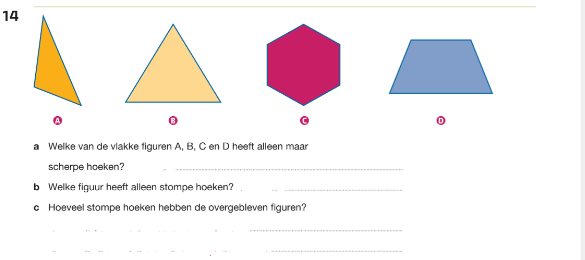 14
A B C D
a Welke van de vlakke figuren A, B, C en D heeft alleen maar
scherpe hoeken?
b Welke figuur heeft alleen stompe hoeken?
c Hoeveel stompe hoeken hebben de overgebleven figuren?